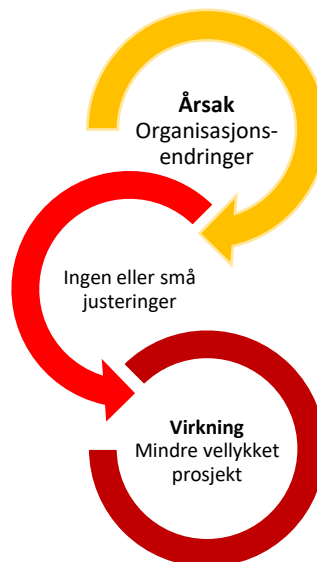 Årsak
Organisasjons-
endringer
Ingen eller små
justeringer
Virkning
Mindre vellykket
prosjekt